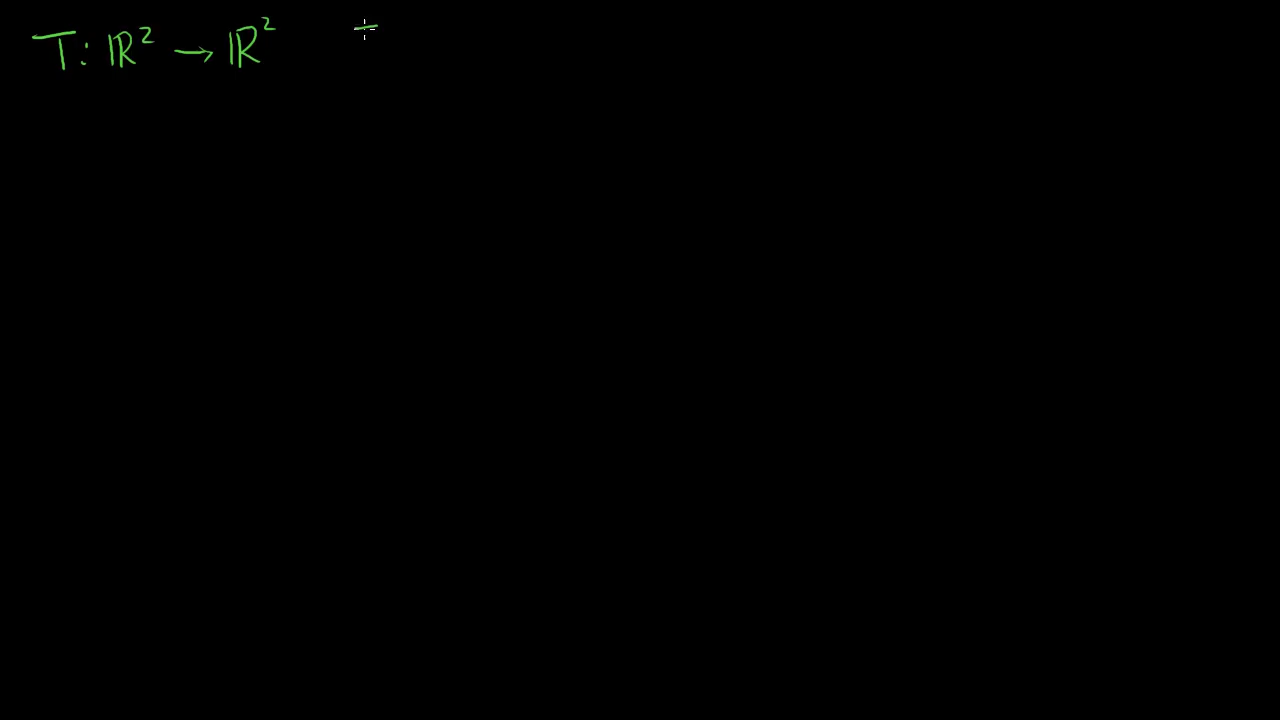 T: ℝ² → ℝ²